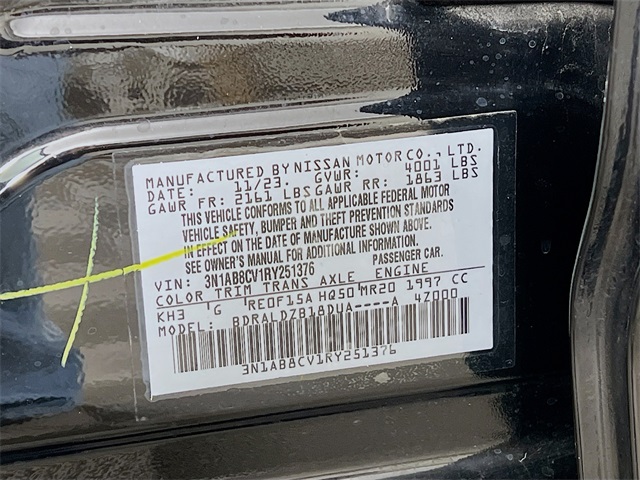 MANUFACTURED BY NISSAN MOTOR CO., LTD.
DATE: 11/23. GVWR: 4001 LBS
GAWR FR: 2161 LBS GAWR RR: 1863 LBS
THIS VEHICLE CONFORMS TO ALL APPLICABLE FEDERAL MOTOR
VEHICLE SAFETY, BUMPER AND THEFT PREVENTION STANDARDS
IN EFFECT ON THE DATE OF MANUFACTURE SHOWN ABOVE.
SEE OWNER'S MANUAL FOR ADDITIONAL INFORMATION.
VIN: 3N1AB8CV1RY251376 PASSENGER CAR.
COLOR TRIM TRANS AXLE ENGINE
KH3 G RE0F15A HQ50 MR20 1997 CC
MODEL: BDRALDZB18DUA----A 4Z000
3N1AB8CV1RY251376